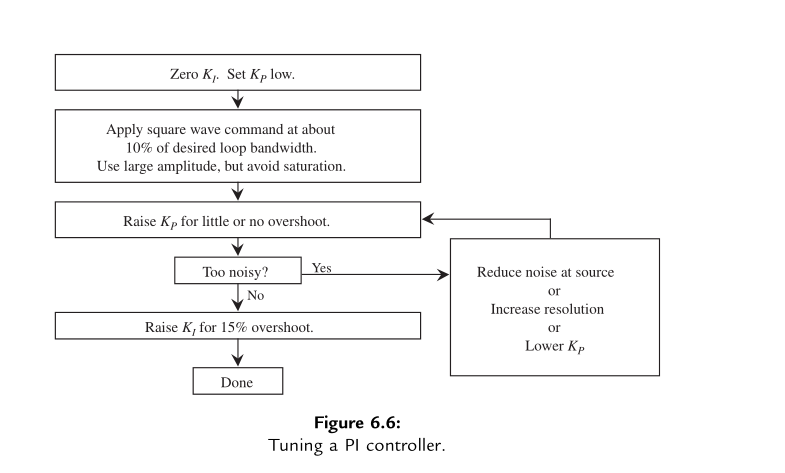 Zero K_I. Set K_P low.
Apply square wave command at about
10% of desired loop bandwidth.
Use large amplitude, but avoid saturation.
Raise K_P for little or no overshoot.
Too noisy?
Yes
No
Reduce noise at source
or
Increase resolution
or
Lower K_P
Raise K_I for 15% overshoot.
Done
Figure 6.6:
Tuning a PI controller.